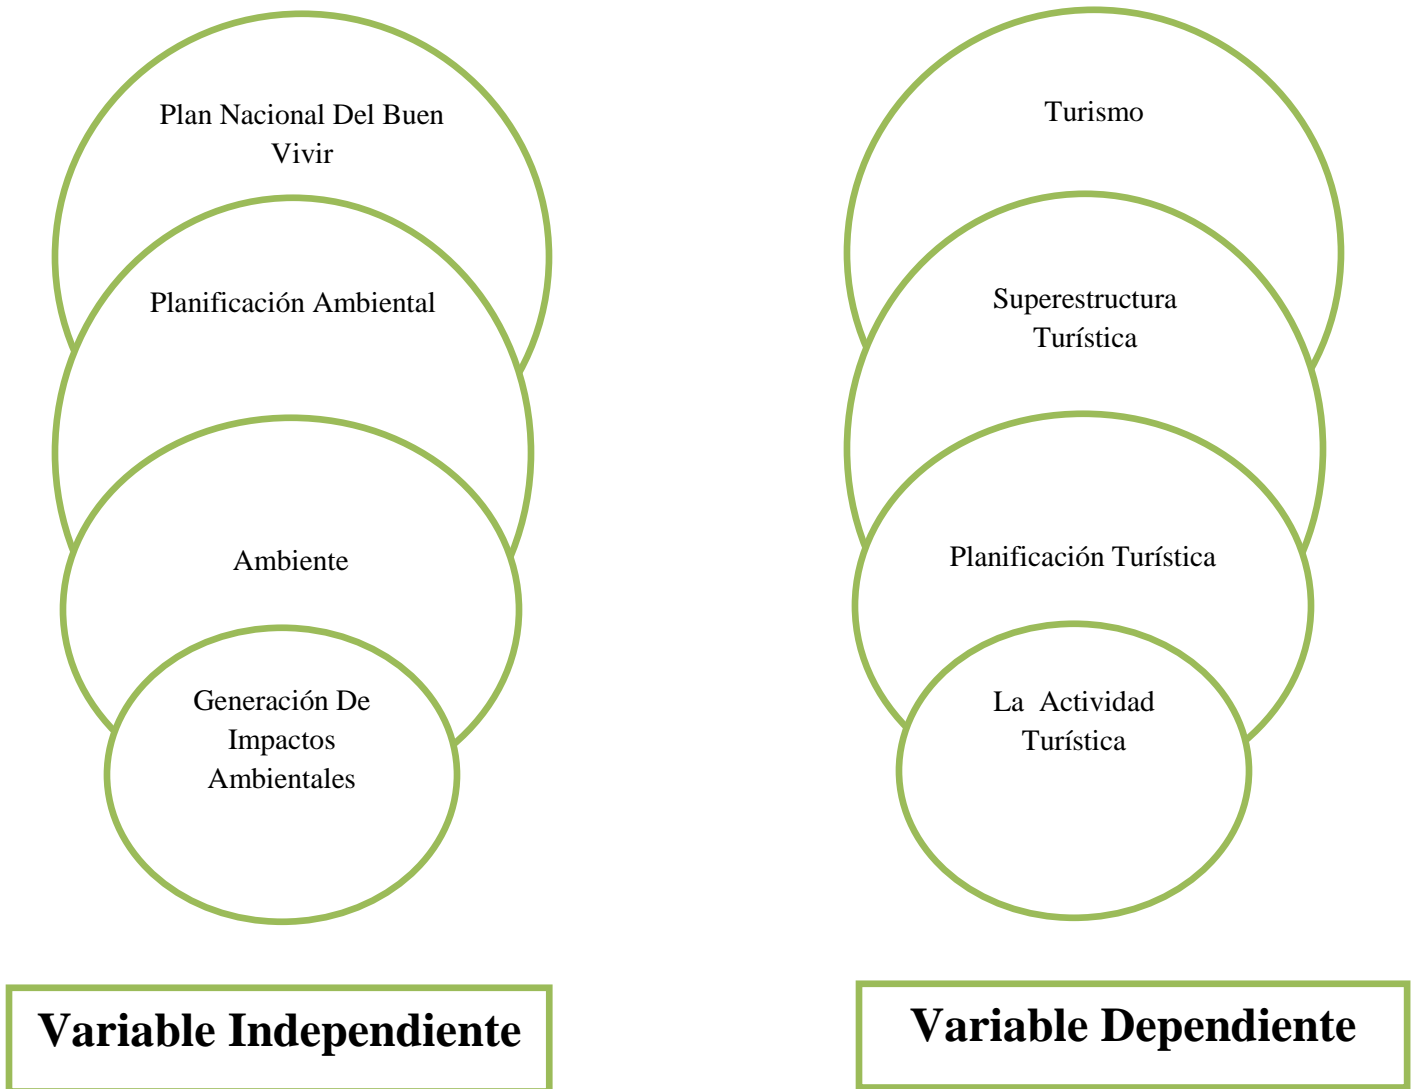 Plan Nacional Del Buen
Vivir
Planificación Ambiental
Ambiente
Generación De
Impactos
Ambientales
Variable Independiente
Turismo
Superestructura
Turística
Planificación Turística
La  Actividad
Turística
Variable Dependiente